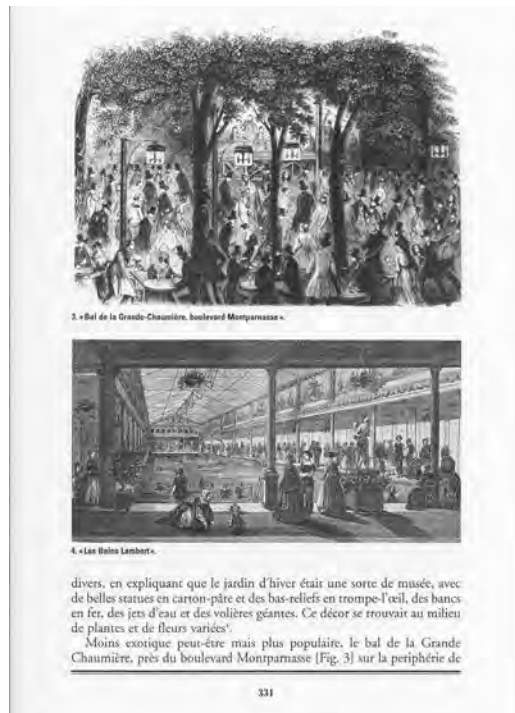 3. «Bal de la Grande-Chaumière, boulevard Montparnasse».
4. «Les Bains Lambert».
divers, en expliquant que le jardin d'hiver était une sorte de musée, avec
de belles statues en carton-pâte et des bas-reliefs en trompe-l'œil, des bancs
en fer, des jets d'eau et des volières géantes. Ce décor se trouvait au milieu
de plantes et de fleurs variées⁴.
Moins exotique peut-être mais plus populaire, le bal de la Grande
Chaumière, près du boulevard Montparnasse [Fig. 3] sur la periphérie de
331